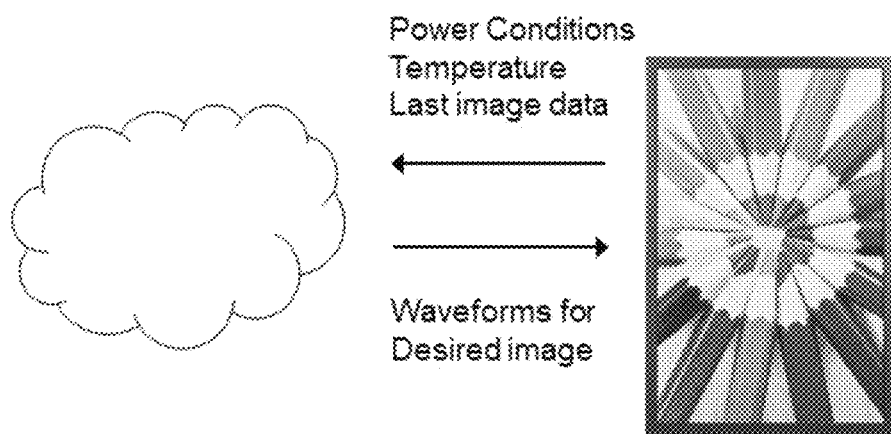 Power Conditions
Temperature
Last image data
Waveforms for
Desired image